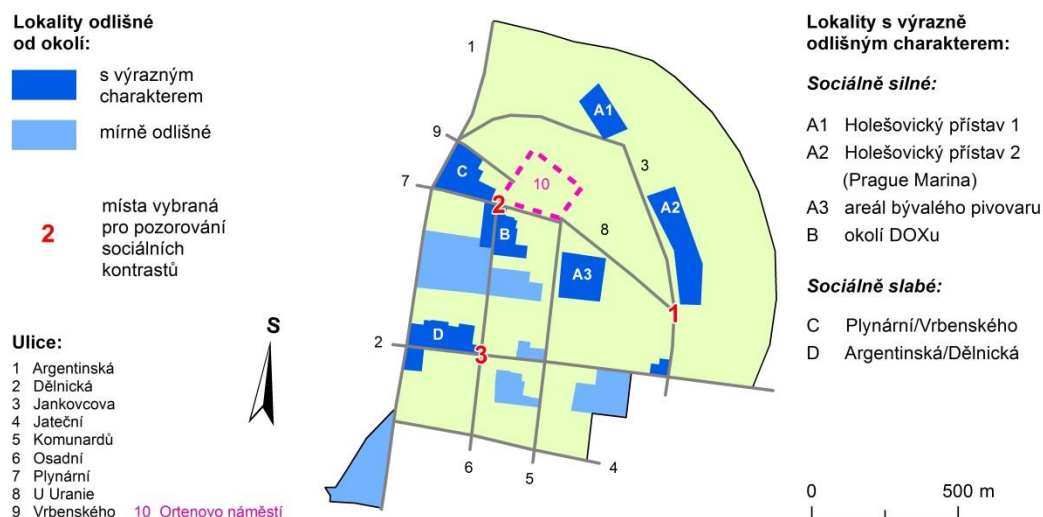 Lokality odlišné
od okolí:
s výrazným
charakterem
mírně odlišné
2
místa vybraná
pro pozorování
sociálních
kontrastů
Ulice:
1 Argentinská
2 Dělnická
3 Jankovcova
4 Jateční
5 Komunardů
6 Osadní
7 Plynární
8 U Uranie
9 Vrbenského
10 Ortenovo náměstí
S
1
9
7
2
A1
3
C
10
2
B
8
A2
A3
1
D
3
6
5
4
Lokality s výrazně
odlišným charakterem:
Sociálně silné:
A1 Holešovický přístav 1
A2 Holešovický přístav 2
(Prague Marina)
A3 areál bývalého pivovaru
B okolí DOXu
Sociálně slabé:
C Plynární/Vrbenského
D Argentinská/Dělnická
0 500 m